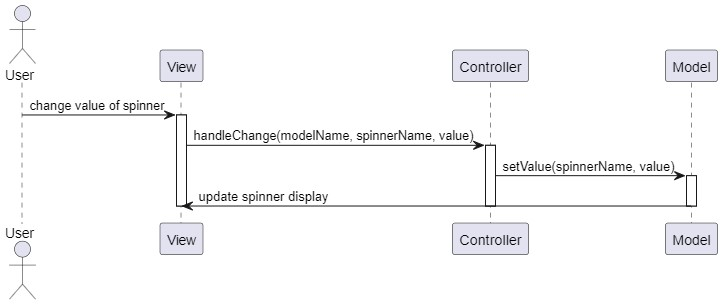 User
View
Controller
Model
change value of spinner
handleChange(modelName, spinnerName, value)
setValue(spinnerName, value)
update spinner display
User
View
Controller
Model